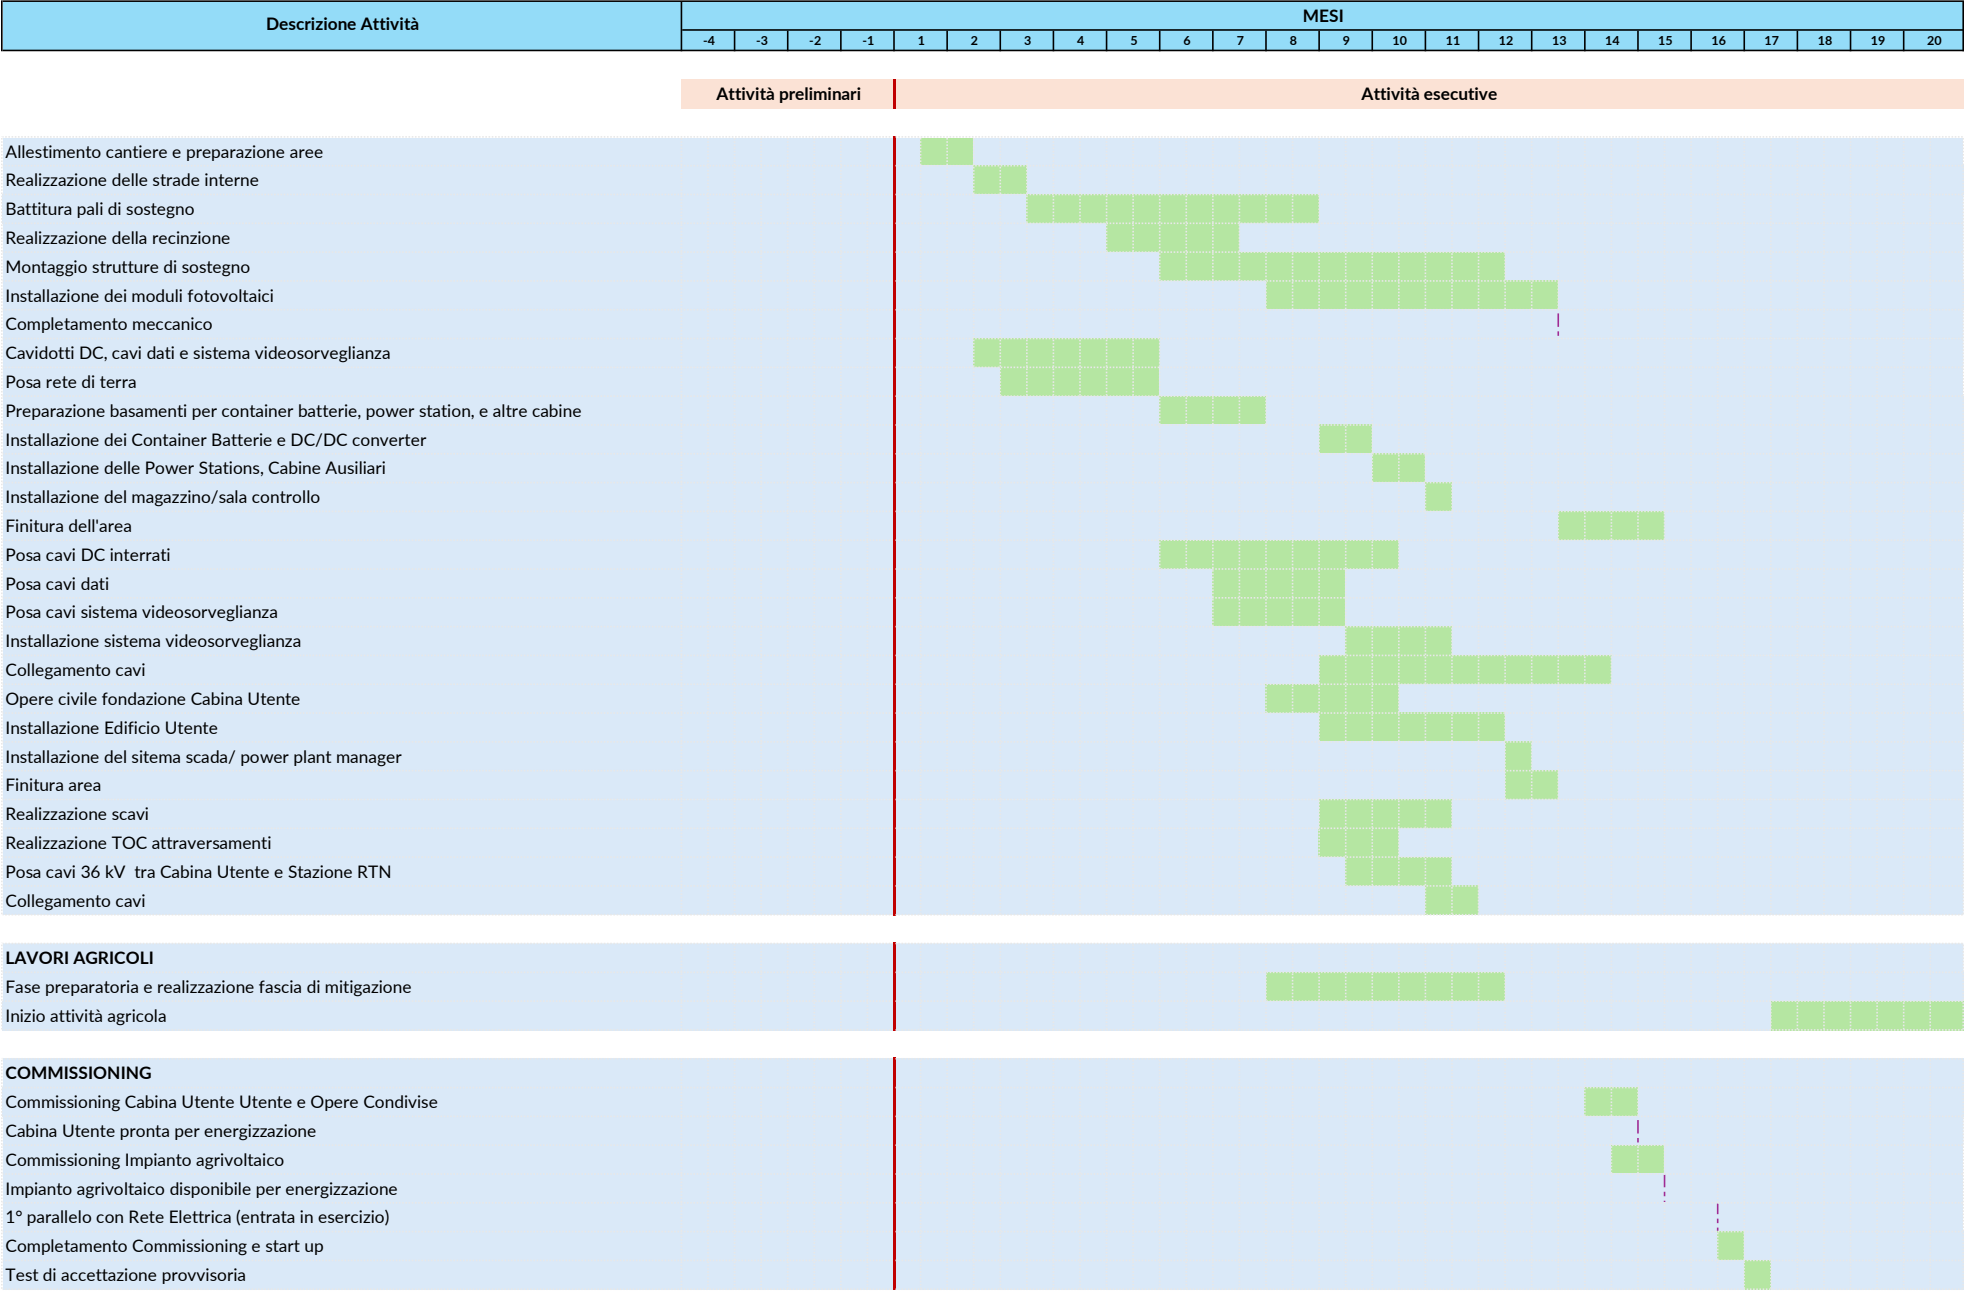 Descrizione Attività
MESI
-4 -3 -2 -1 1 2 3 4 5 6 7 8 9 10 11 12 13 14 15 16 17 18 19 20
Attività preliminari Attività esecutive
Allestimento cantiere e preparazione aree
Realizzazione delle strade interne
Battitura pali di sostegno
Realizzazione della recinzione
Montaggio strutture di sostegno
Installazione dei moduli fotovoltaici
Completamento meccanico
Cavidotti DC, cavi dati e sistema videosorveglianza
Posa rete di terra
Preparazione basamenti per container batterie, power station, e altre cabine
Installazione dei Container Batterie e DC/DC converter
Installazione delle Power Stations, Cabine Ausiliari
Installazione del magazzino/sala controllo
Finitura dell'area
Posa cavi DC interrati
Posa cavi dati
Posa cavi sistema videosorveglianza
Installazione sistema videosorveglianza
Collegamento cavi
Opere civile fondazione Cabina Utente
Installazione Edificio Utente
Installazione del sitema scada/ power plant manager
Finitura area
Realizzazione scavi
Realizzazione TOC attraversamenti
Posa cavi 36 kV  tra Cabina Utente e Stazione RTN
Collegamento cavi
LAVORI AGRICOLI
Fase preparatoria e realizzazione fascia di mitigazione
Inizio attività agricola
COMMISSIONING
Commissioning Cabina Utente Utente e Opere Condivise
Cabina Utente pronta per energizzazione
Commissioning Impianto agrivoltaico
Impianto agrivoltaico disponibile per energizzazione
1° parallelo con Rete Elettrica (entrata in esercizio)
Completamento Commissioning e start up
Test di accettazione provvisoria